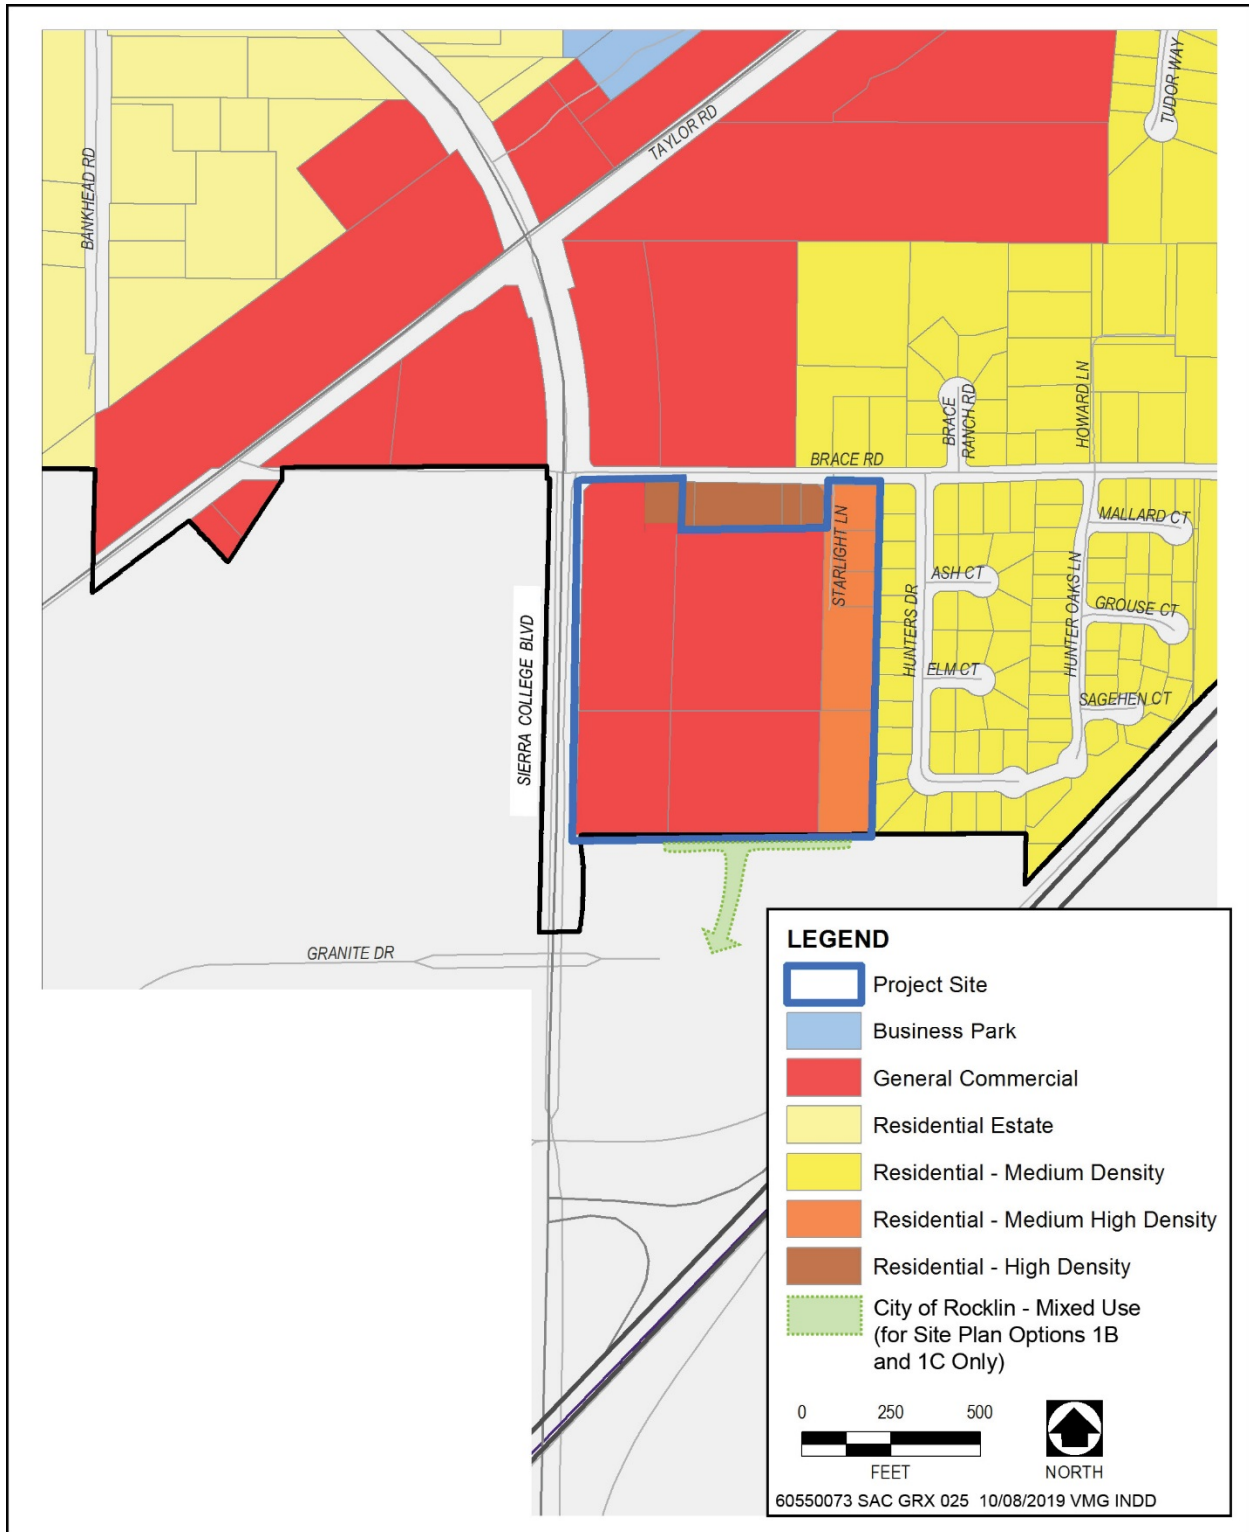 TUDOR WAY
TAYLOR RD
BANKHEAD RD
BRACE
RANCH RD
HOWARD LN
BRACE RD
STARLIGHT LN
MALLARD CT
ASH CT
HUNTERS DR
HUNTER OAKS LN
GROUSE CT
ELM CT
SAGEHEN CT
SIERRA COLLEGE BLVD
GRANITE DR
LEGEND
Project Site
Business Park
General Commercial
Residential Estate
Residential - Medium Density
Residential - Medium High Density
Residential - High Density
City of Rocklin - Mixed Use
(for Site Plan Options 1B
and 1C Only)
0 250 500
FEET
NORTH
60550073 SAC GRX 025 10/08/2019 VMG INDD